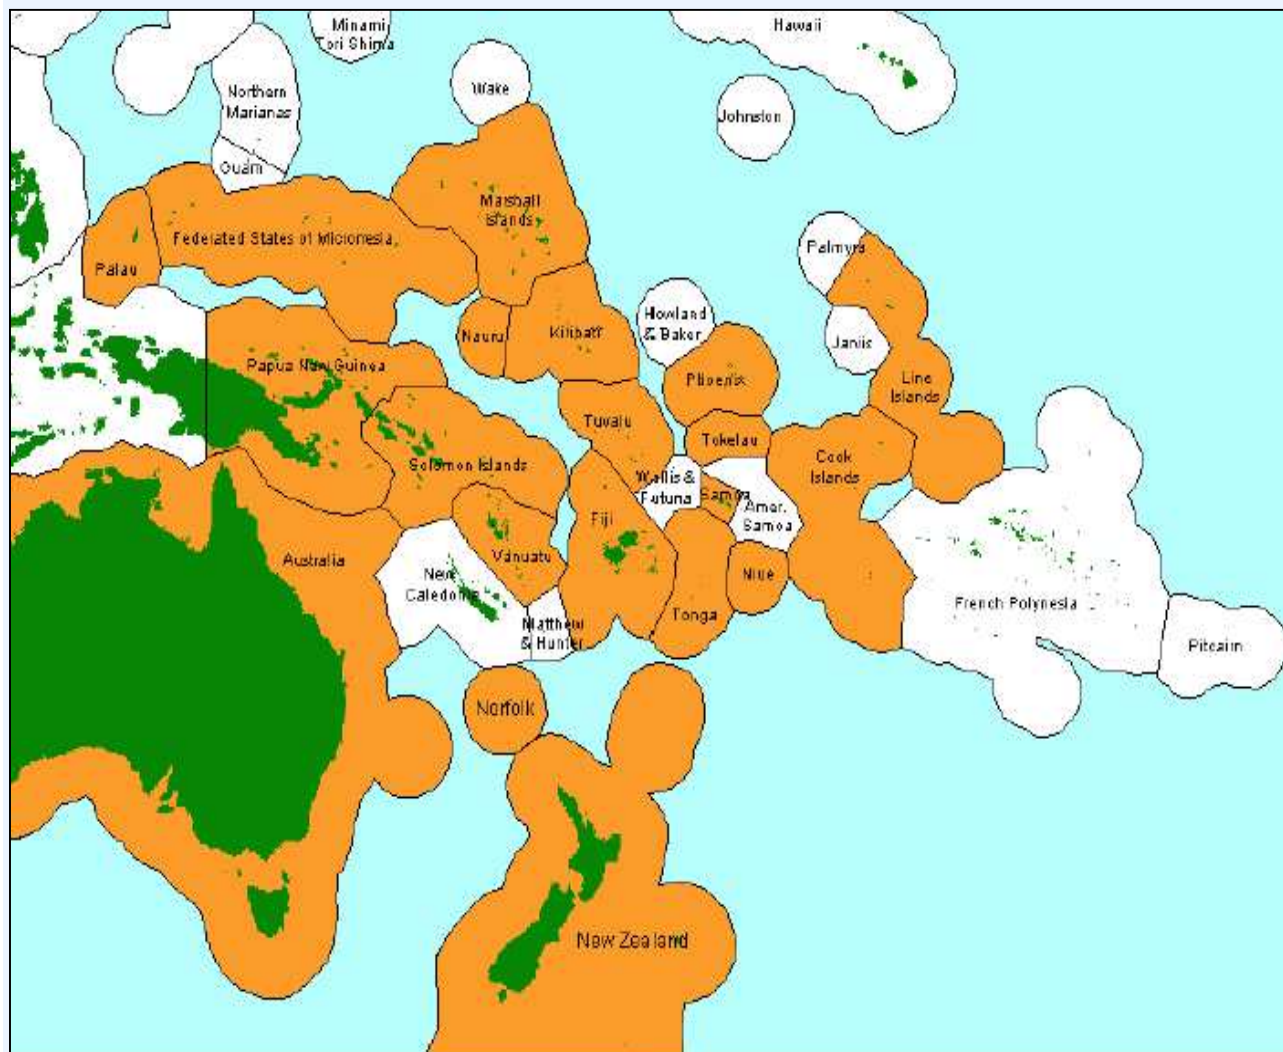 Minami
Tori Shima
Hawaii
Northern
Marianas
Wake
Johnston
Guam
Marshall
Islands
Federated States of Micronesia
Palau
Palmyra
Howland
& Baker
Nauru
Kiribati
Jarvis
Papua New Guinea
Phoenix
Line
Islands
Tuvalu
Tokelau
Cook
Islands
Solomon Islands
Wallis &
Futuna
Samoa
Amer.
Samoa
Fiji
Australia
Vanuatu
New
Caledonia
Niue
Tonga
French Polynesia
Matthew
& Hunter
Pitcairn
Norfolk
New Zealand